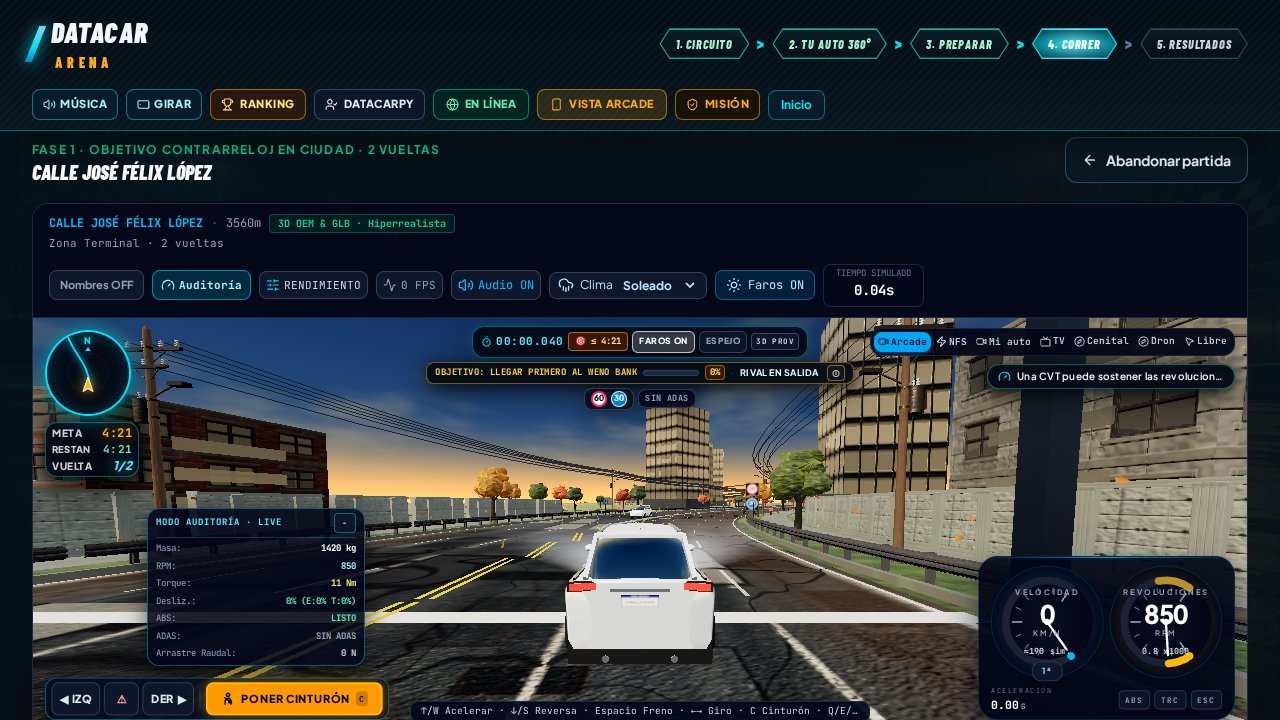 DATACAR
ARENA
1. CIRCUITO > 2. TU AUTO 360° > 3. PREPARAR > 4. CORRER > 5. RESULTADOS
MÚSICA GIRAR RANKING DATACARPY EN LÍNEA VISTA ARCADE MISIÓN Inicio
FASE 1 · OBJETIVO CONTRARRELOJ EN CIUDAD · 2 VUELTAS
CALLE JOSÉ FÉLIX LÓPEZ
← Abandonar partida
CALLE JOSÉ FÉLIX LÓPEZ · 3560m 3D OEM & GLB · Hiperrealista
Zona Terminal · 2 vueltas
Nombres OFF Auditoría RENDIMIENTO 0 FPS Audio ON Clima Soleado Faros ON
TIEMPO SIMULADO
0.04s
N
00:00.040 ≤ 4:21 FAROS ON ESPEJO 3D PROV
Arcade NFS Mi auto TV Cenital Dron Libre
OBJETIVO: LLEGAR PRIMERO AL WENO BANK 0% · RIVAL EN SALIDA
Una CVT puede sostener las revolucion…
60 30 SIN ADAS
META 4:21
RESTAN 4:21
VUELTA 1/2
MODO AUDITORÍA · LIVE -
Masa: 1420 kg
RPM: 850
Torque: 11 Nm
Desliz.: 0% (E:0% T:0%)
ABS: LISTO
ADAS: SIN ADAS
Arrastre Raudal: 0 N
VELOCIDAD
0
KM/H
≈190 sim
1ª
REVOLUCIONES
850
RPM
0.8 x1000
ACELERACIÓN
0.00 G
ABS TRC ESC
◀ IZQ ⚠ DER ▶ PONER CINTURÓN C
↑/W Acelerar · ↓/S Reversa · Espacio Freno · ←→ Giro · C Cinturón · Q/E/…